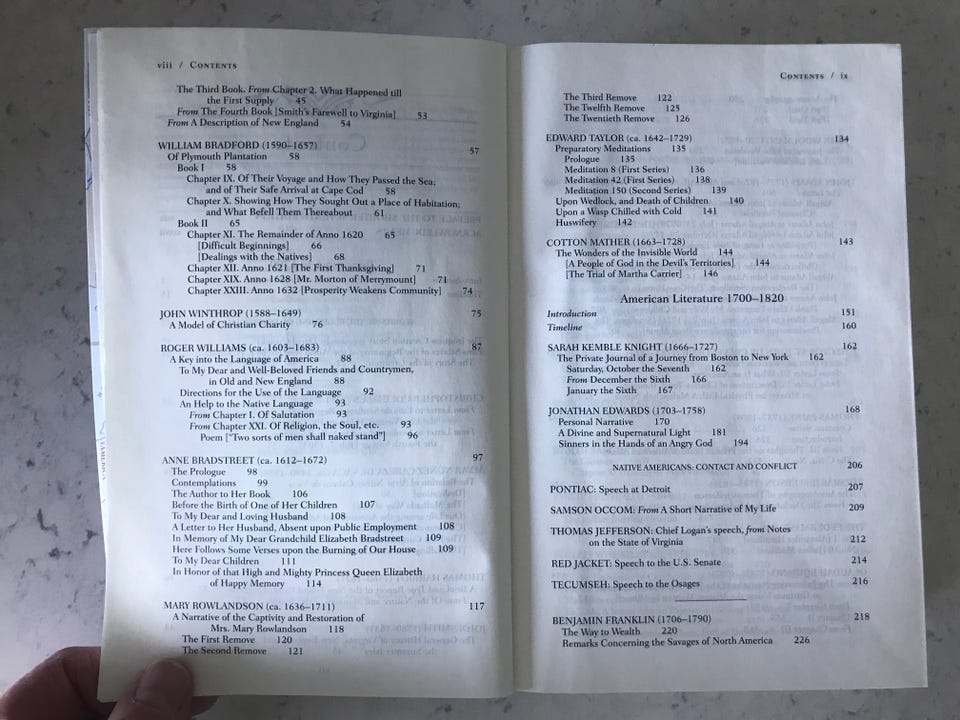 viii / CONTENTS
The Third Book. From Chapter 2. What Happened till
the First Supply 45
From The Fourth Book [Smith's Farewell to Virginia] 53
From A Description of New England 54
WILLIAM BRADFORD (1590–1657) 57
Of Plymouth Plantation 58
Book I 58
Chapter IX. Of Their Voyage and How They Passed the Sea;
and of Their Safe Arrival at Cape Cod 58
Chapter X. Showing How They Sought Out a Place of Habitation;
and What Befell Them Thereabout 61
Book II 65
Chapter XI. The Remainder of Anno 1620 65
[Difficult Beginnings] 66
[Dealings with the Natives] 68
Chapter XII. Anno 1621 [The First Thanksgiving] 71
Chapter XIX. Anno 1628 [Mr. Morton of Merrymount] 71
Chapter XXIII. Anno 1632 [Prosperity Weakens Community] 74
JOHN WINTHROP (1588–1649) 75
A Model of Christian Charity 76
ROGER WILLIAMS (ca. 1603–1683) 87
A Key into the Language of America 88
To My Dear and Well-Beloved Friends and Countrymen,
in Old and New England 88
Directions for the Use of the Language 92
An Help to the Native Language 93
From Chapter I. Of Salutation 93
From Chapter XXI. Of Religion, the Soul, etc. 93
Poem ["Two sorts of men shall naked stand"] 96
ANNE BRADSTREET (ca. 1612–1672) 97
The Prologue 98
Contemplations 99
The Author to Her Book 106
Before the Birth of One of Her Children 107
To My Dear and Loving Husband 108
A Letter to Her Husband, Absent upon Public Employment 108
In Memory of My Dear Grandchild Elizabeth Bradstreet 109
Here Follows Some Verses upon the Burning of Our House 109
To My Dear Children 111
In Honor of that High and Mighty Princess Queen Elizabeth
of Happy Memory 114
MARY ROWLANDSON (ca. 1636–1711) 117
A Narrative of the Captivity and Restoration of
Mrs. Mary Rowlandson 118
The First Remove 120
The Second Remove 121
CONTENTS / ix
The Third Remove 122
The Twelfth Remove 125
The Twentieth Remove 126
EDWARD TAYLOR (ca. 1642–1729) 134
Preparatory Meditations 135
Prologue 135
Meditation 8 (First Series) 136
Meditation 42 (First Series) 138
Meditation 150 (Second Series) 139
Upon Wedlock, and Death of Children 140
Upon a Wasp Chilled with Cold 141
Huswifery 142
COTTON MATHER (1663–1728) 143
The Wonders of the Invisible World 144
[A People of God in the Devil's Territories] 144
[The Trial of Martha Carrier] 146
American Literature 1700–1820
Introduction 151
Timeline 160
SARAH KEMBLE KNIGHT (1666–1727) 162
The Private Journal of a Journey from Boston to New York 162
Saturday, October the Seventh 162
From December the Sixth 166
January the Sixth 167
JONATHAN EDWARDS (1703–1758) 168
Personal Narrative 170
A Divine and Supernatural Light 181
Sinners in the Hands of an Angry God 194
NATIVE AMERICANS: CONTACT AND CONFLICT 206
PONTIAC: Speech at Detroit 207
SAMSON OCCOM: From A Short Narrative of My Life 209
THOMAS JEFFERSON: Chief Logan's speech, from Notes
on the State of Virginia 212
RED JACKET: Speech to the U.S. Senate 214
TECUMSEH: Speech to the Osages 216
BENJAMIN FRANKLIN (1706–1790) 218
The Way to Wealth 220
Remarks Concerning the Savages of North America 226